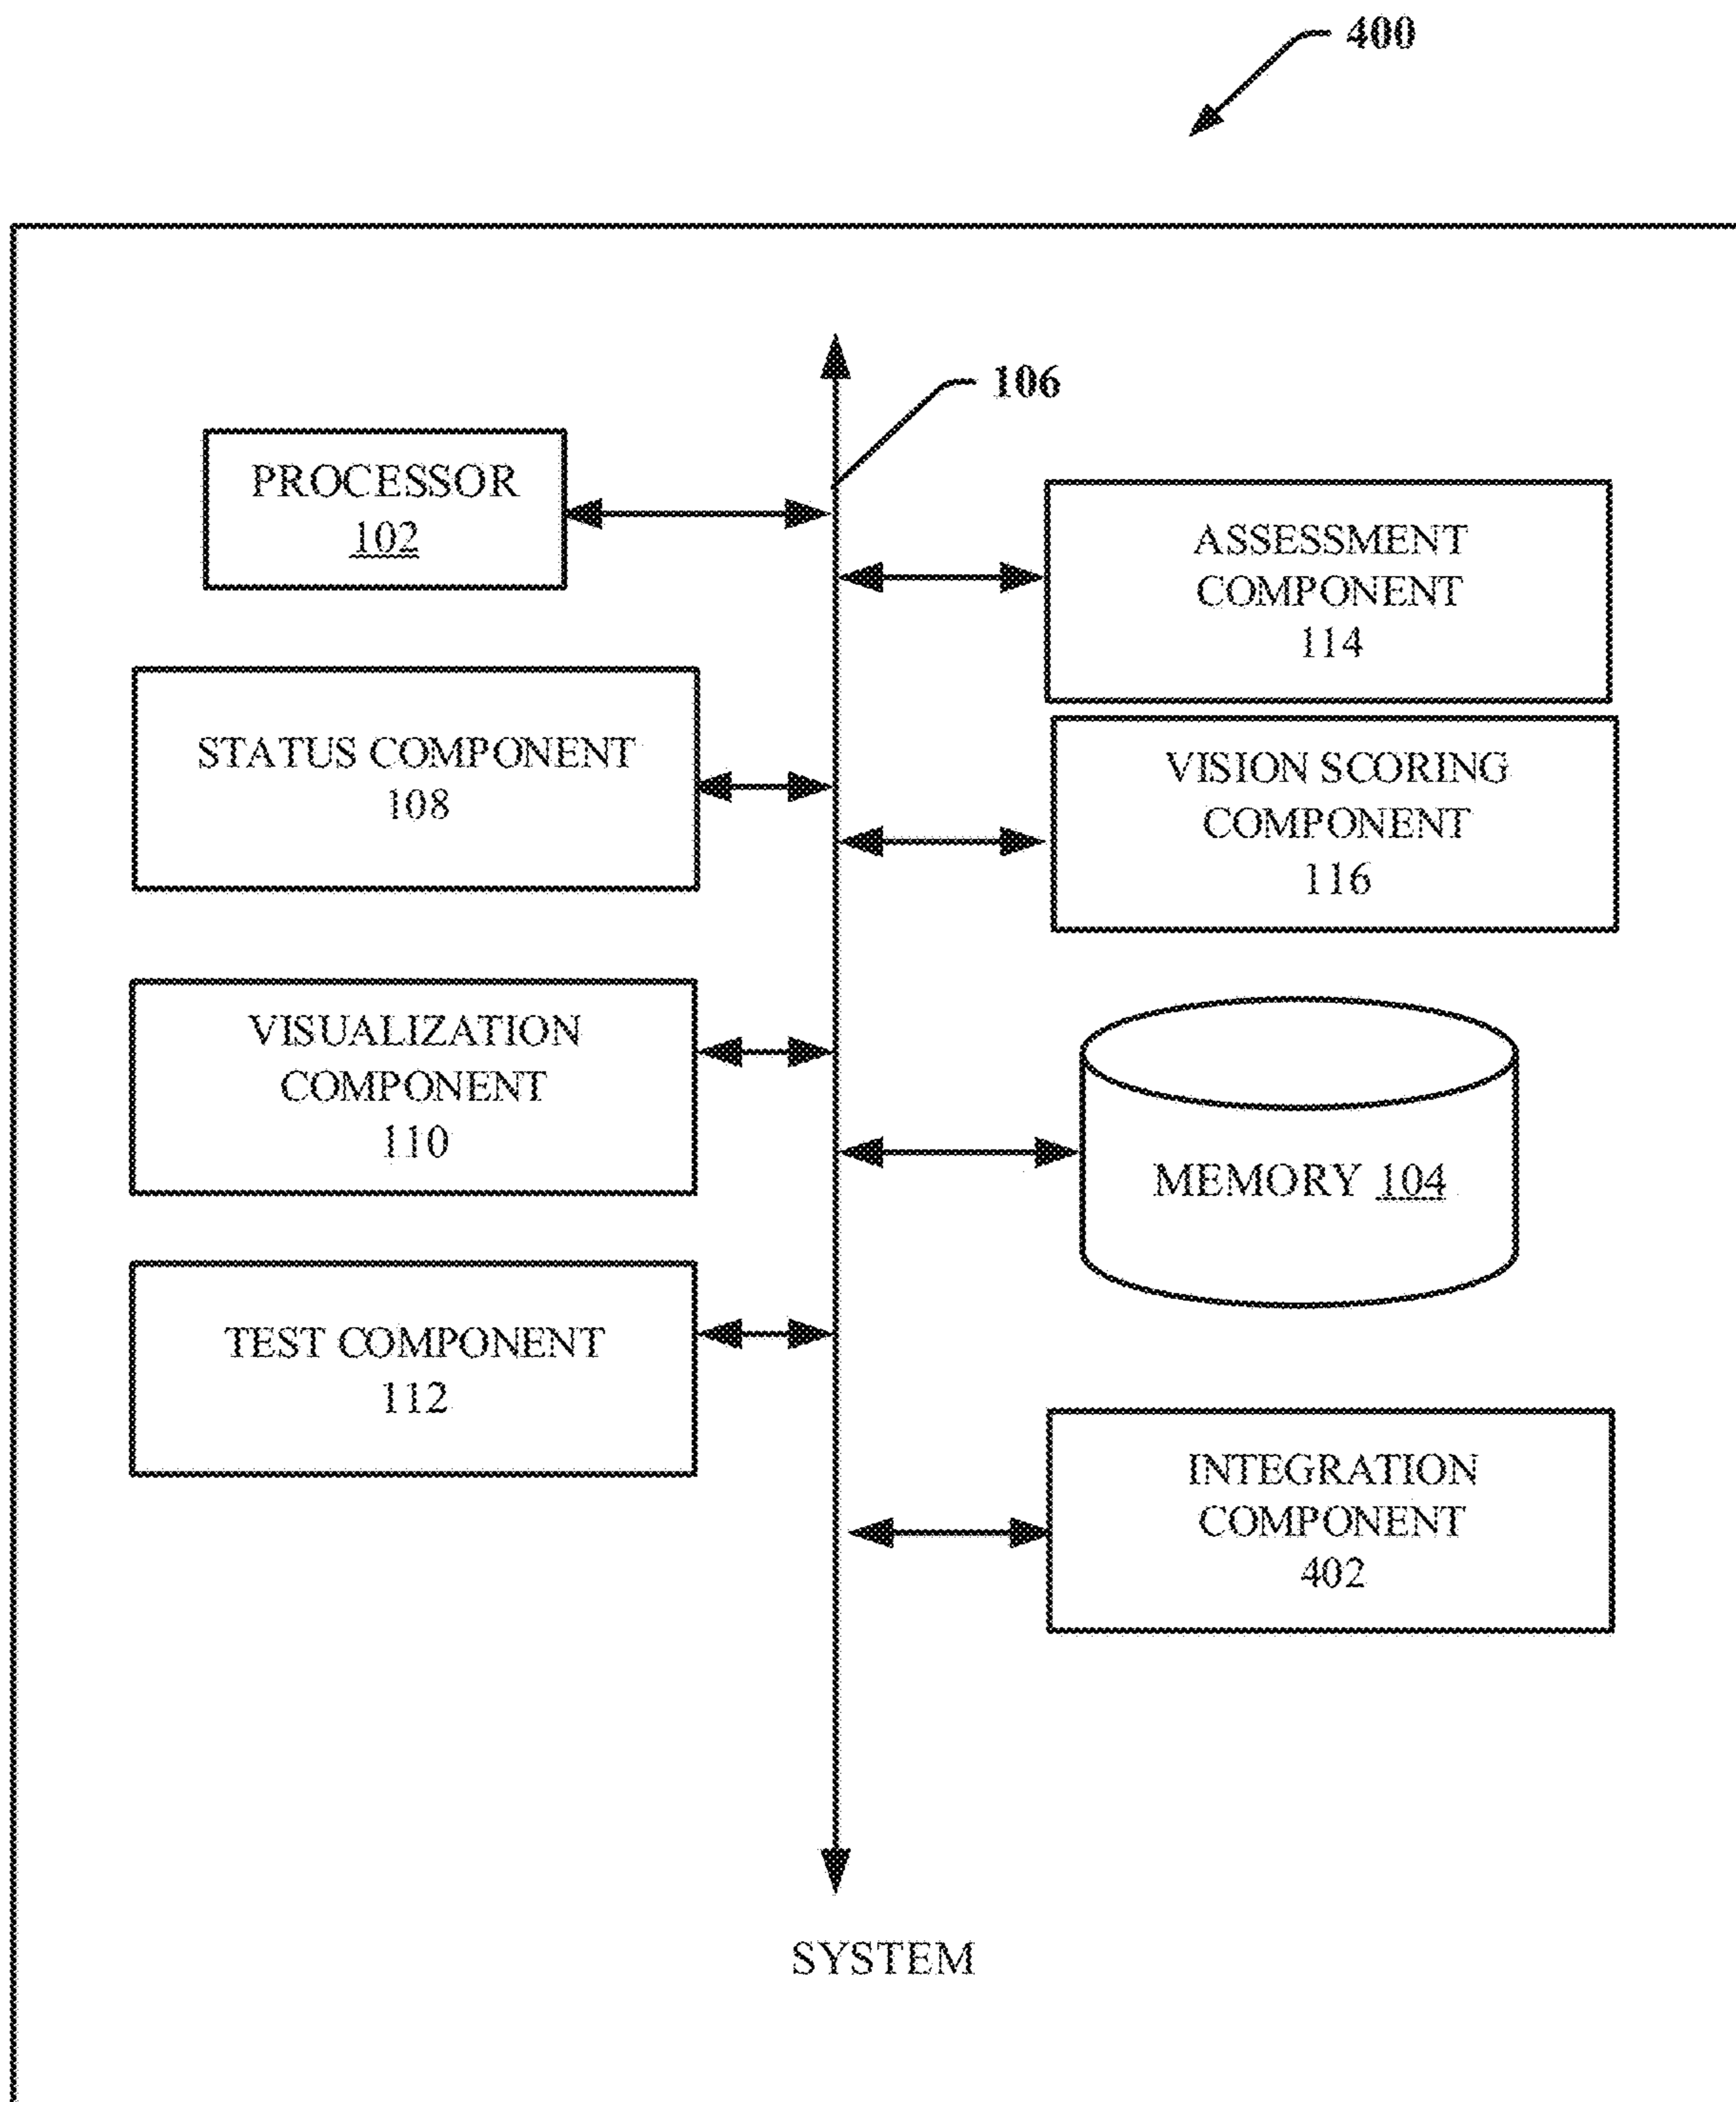 400
106
PROCESSOR
102
ASSESSMENT
COMPONENT
114
STATUS COMPONENT
108
VISION SCORING
COMPONENT
116
VISUALIZATION
COMPONENT
110
MEMORY 104
TEST COMPONENT
112
INTEGRATION
COMPONENT
402
SYSTEM